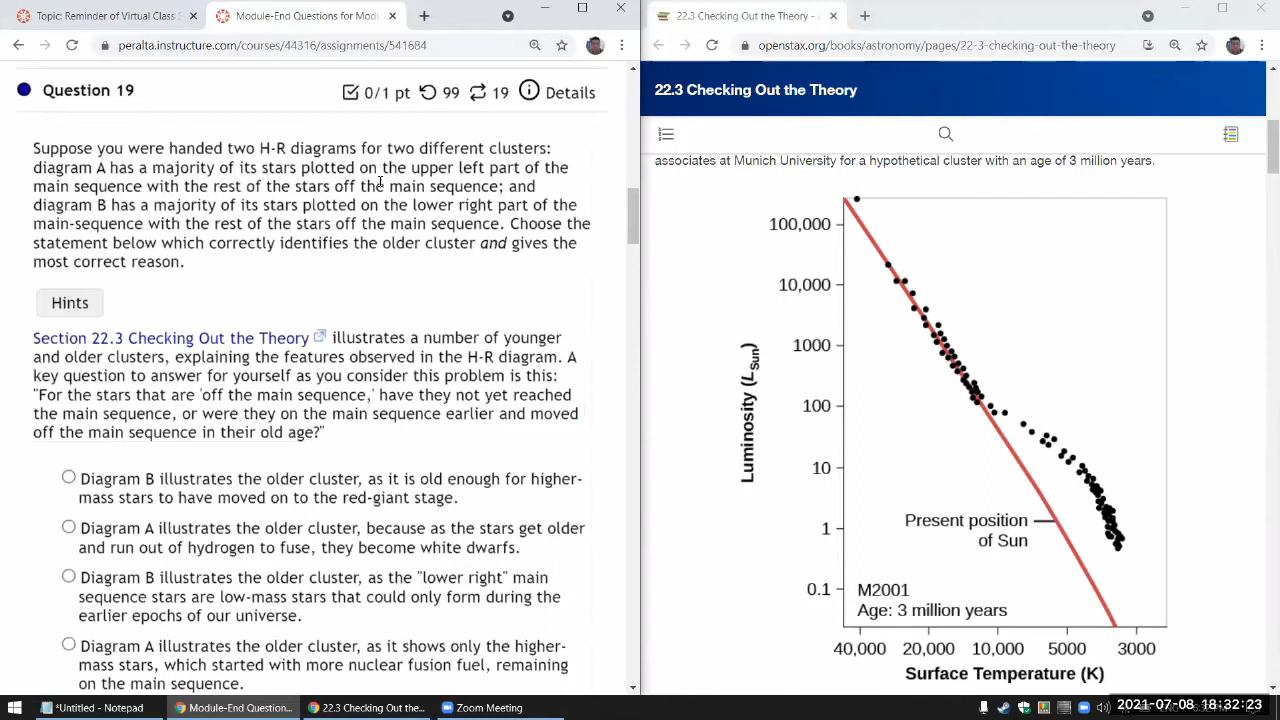 Topic Reminder of Virtual Class
Module-End Questions for Modul
22.3 Checking Out the Theory -
peralta.instructure.com/courses/44316/assignments/541684
openstax.org/books/astronomy/pages/22-3-checking-out-the-theory
Question 19
0/1 pt 99 19 Details
Suppose you were handed two H-R diagrams for two different clusters:
diagram A has a majority of its stars plotted on the upper left part of the
main sequence with the rest of the stars off the main sequence; and
diagram B has a majority of its stars plotted on the lower right part of the
main-sequence with the rest of the stars off the main sequence. Choose the
statement below which correctly identifies the older cluster and gives the
most correct reason.
Hints
Section 22.3 Checking Out the Theory illustrates a number of younger
and older clusters, explaining the features observed in the H-R diagram. A
key question to answer for yourself as you consider this problem is this:
"For the stars that are 'off the main sequence,' have they not yet reached
the main sequence, or were they on the main sequence earlier and moved
off the main sequence in their old age?"
Diagram B illustrates the older cluster, as it is old enough for higher-
mass stars to have moved on to the red-giant stage.
Diagram A illustrates the older cluster, because as the stars get older
and run out of hydrogen to fuse, they become white dwarfs.
Diagram B illustrates the older cluster, as the "lower right" main
sequence stars are low-mass stars that could only form during the
earlier epochs of our universe.
Diagram A illustrates the older cluster, as it shows only the higher-
mass stars, which started with more nuclear fusion fuel, remaining
on the main sequence.
22.3 Checking Out the Theory
associates at Munich University for a hypothetical cluster with an age of 3 million years.
100,000
10,000
1000
100
10
1
0.1
Luminosity (LSun)
Present position
of Sun
M2001
Age: 3 million years
40,000 20,000 10,000 5000 3000
Surface Temperature (K)
*Untitled - Notepad
Module-End Question...
22.3 Checking Out the...
Zoom Meeting
2021-07-08 18:32:23